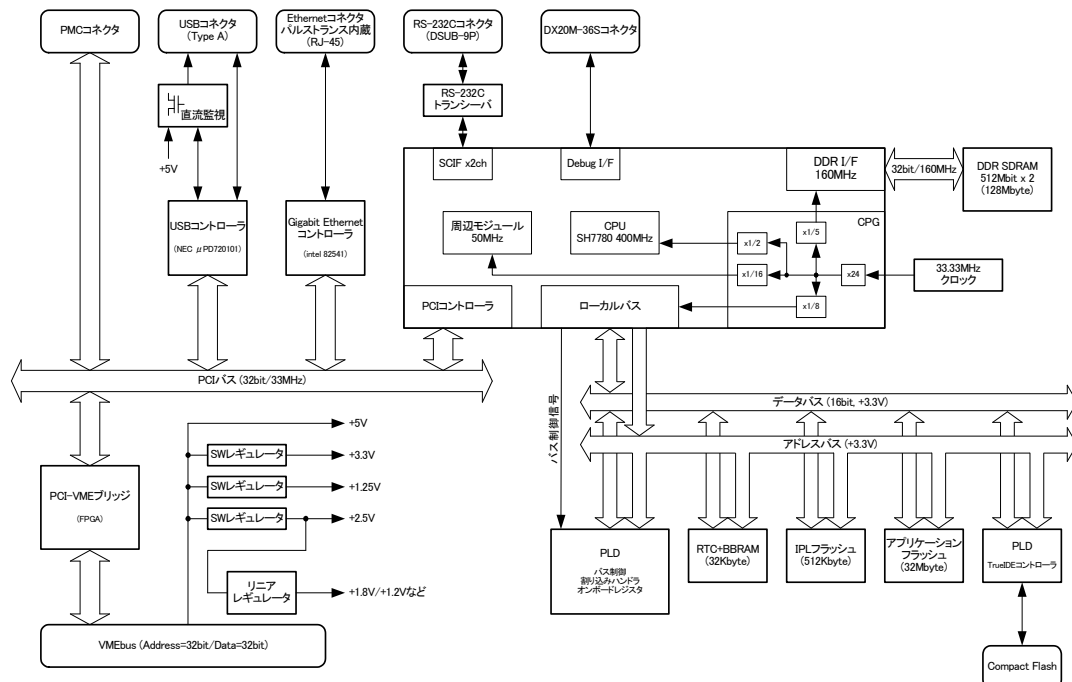 PMCコネクタ
USBコネクタ
(Type A)
Ethernetコネクタ
パルストランス内蔵
(RJ-45)
RS-232Cコネクタ
(DSUB-9P)
DX20M-36Sコネクタ
直流監視
+5V
RS-232C
トランシーバ
SCIF x2ch
Debug I/F
DDR I/F
160MHz
32bit/160MHz
DDR SDRAM
512Mbit x 2
(128Mbyte)
USBコントローラ
(NEC μPD720101)
Gigabit Ethernet
コントローラ
(intel 82541)
周辺モジュール
50MHz
CPU
SH7780 400MHz
CPG
x1/5
x1/2
x1/16
x24
x1/8
33.33MHz
クロック
PCIコントローラ
ローカルバス
PCIバス (32bit/33MHz)
バス制御信号
データバス (16bit, +3.3V)
アドレスバス (+3.3V)
+5V
SWレギュレータ
+3.3V
SWレギュレータ
+1.25V
SWレギュレータ
+2.5V
リニア
レギュレータ
+1.8V/+1.2Vなど
PCI-VMEブリッジ
(FPGA)
VMEbus (Address=32bit/Data=32bit)
PLD
バス制御
割り込みハンドラ
オンボードレジスタ
RTC+BBRAM
(32Kbyte)
IPLフラッシュ
(512Kbyte)
アプリケーション
フラッシュ
(32Mbyte)
PLD
TrueIDEコントローラ
Compact Flash